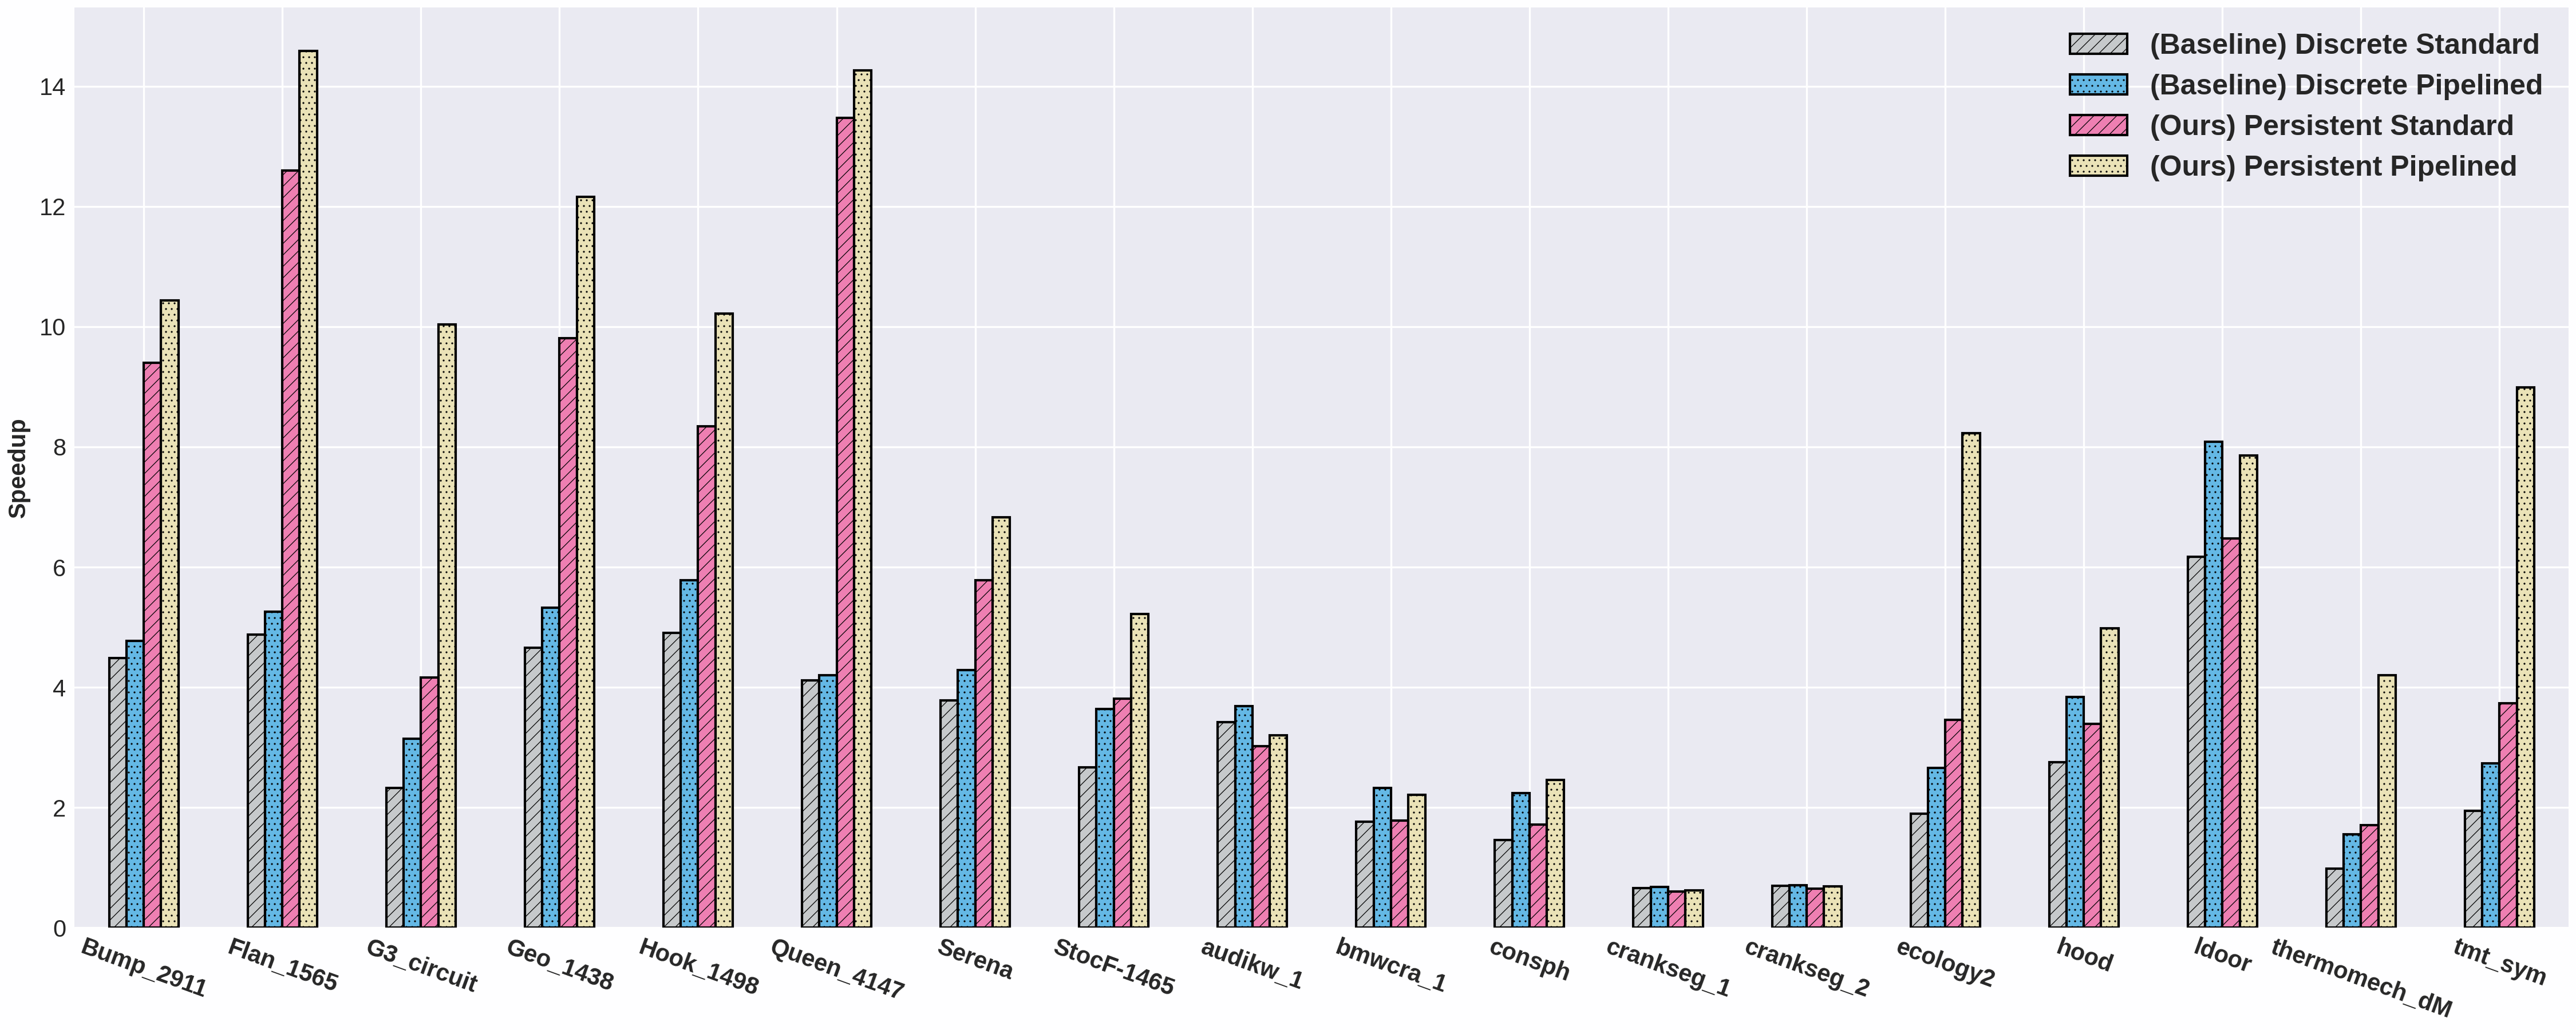 (Baseline) Discrete Standard
(Baseline) Discrete Pipelined
(Ours) Persistent Standard
(Ours) Persistent Pipelined
Speedup
14
12
10
8
6
4
2
0
Bump_2911
Flan_1565
G3_circuit
Geo_1438
Hook_1498
Queen_4147
Serena
StocF-1465
audikw_1
bmwcra_1
consph
crankseg_1
crankseg_2
ecology2
hood
ldoor
thermomech_dM
tmt_sym